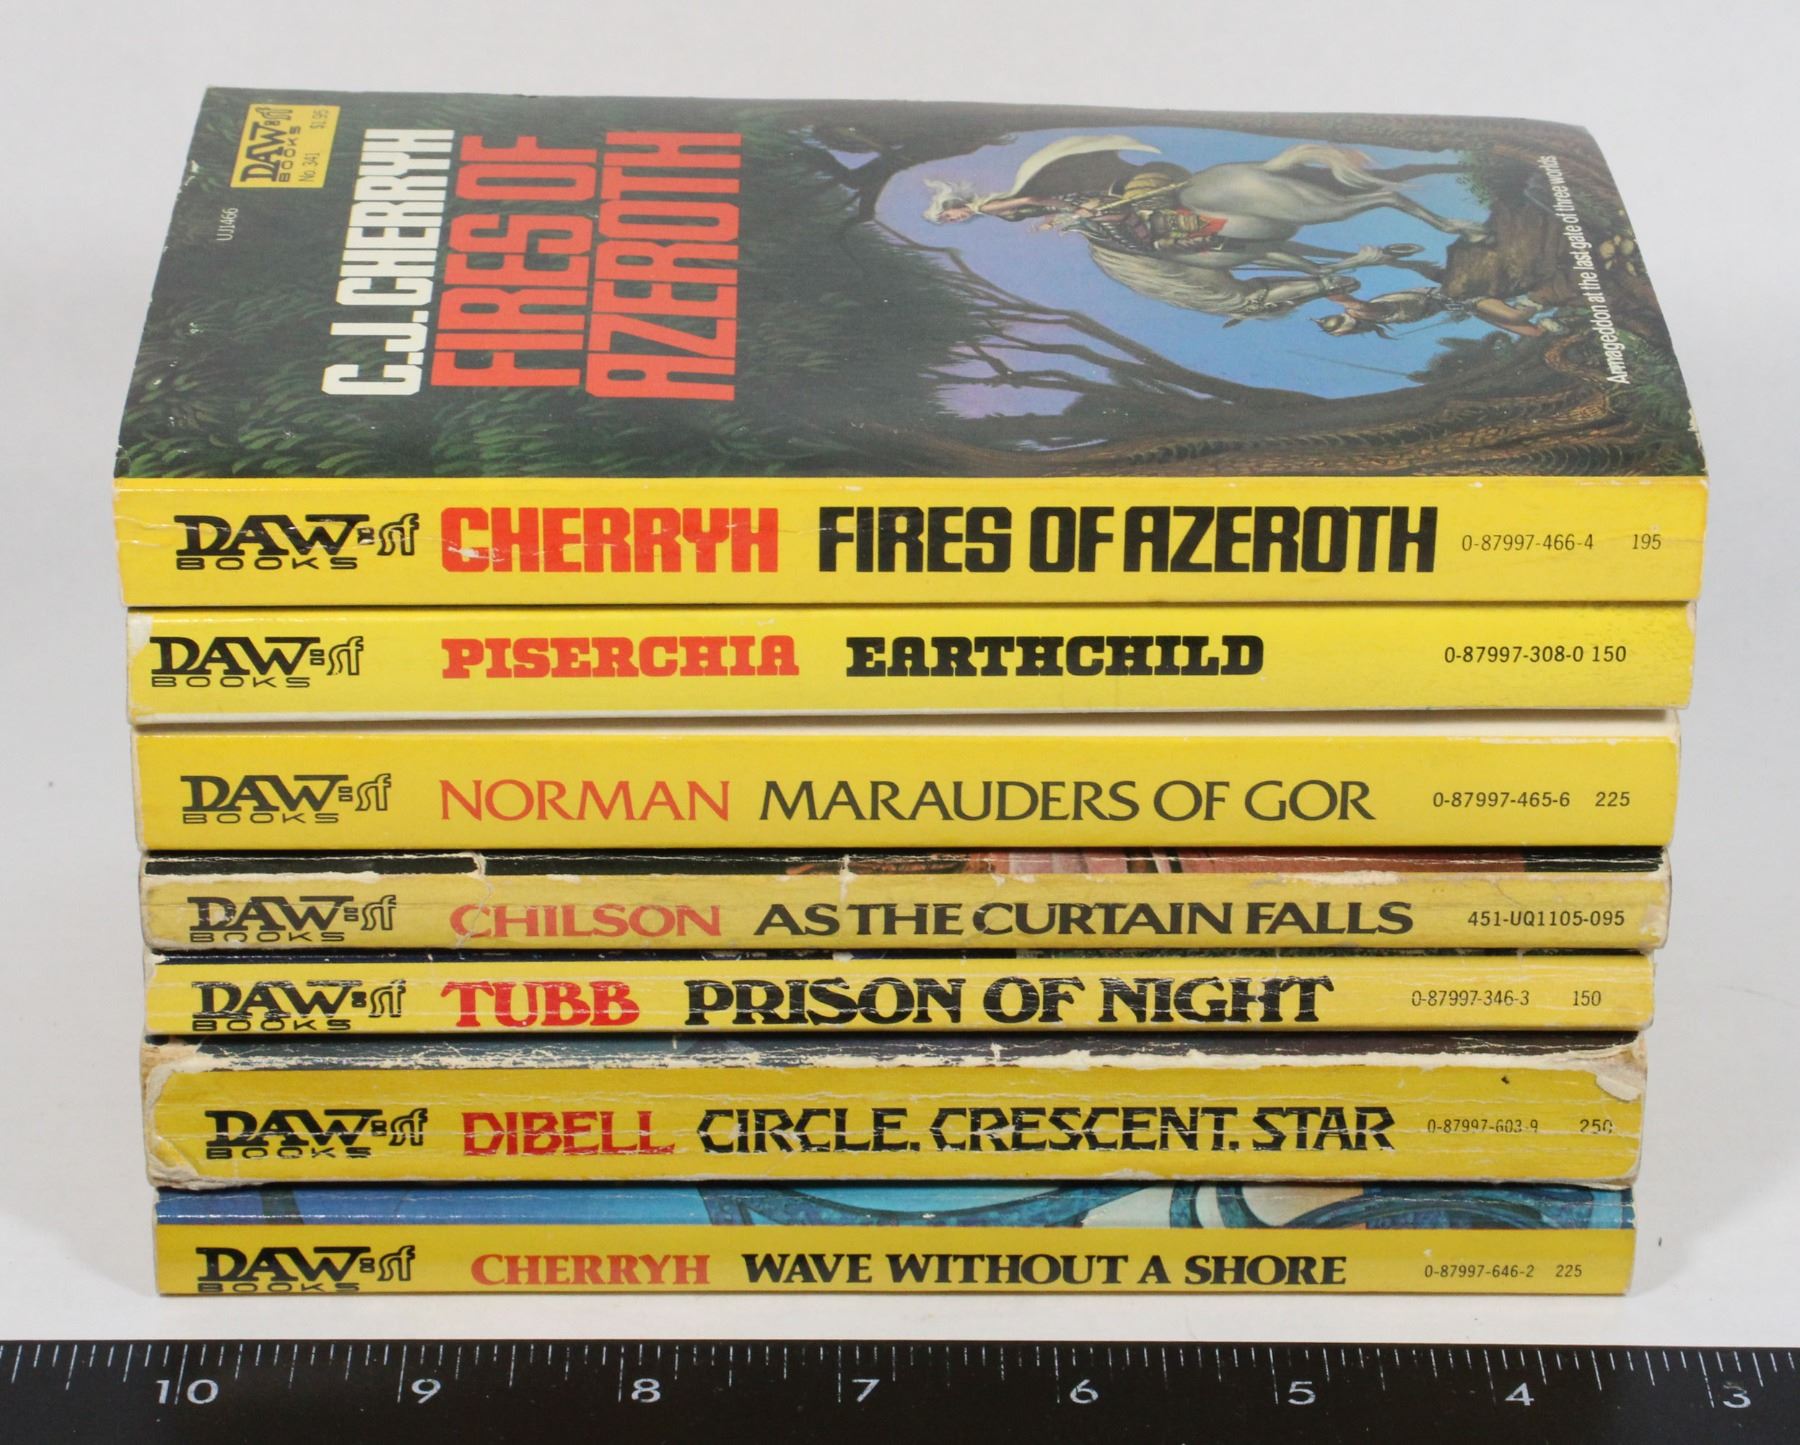 DAW sf
BOOKS
No. 341 $1.95
UJ1466
C.J. CHERRYH
FIRES OF
AZEROTH
Armageddon at the last gate of three worlds
DAW sf BOOKS CHERRYH FIRES OF AZEROTH 0-87997-466-4 195
DAW sf BOOKS PISERCHIA EARTHCHILD 0-87997-308-0 150
DAW sf BOOKS NORMAN MARAUDERS OF GOR 0-87997-465-6 225
DAW sf BOOKS CHILSON AS THE CURTAIN FALLS 451-UQ1105-095
DAW sf BOOKS TUBB PRISON OF NIGHT 0-87997-346-3 150
DAW sf BOOKS DIBELL CIRCLE, CRESCENT, STAR 0-87997-603-9 250
DAW sf BOOKS CHERRYH WAVE WITHOUT A SHORE 0-87997-646-2 225
10 9 8 7 6 5 4 3